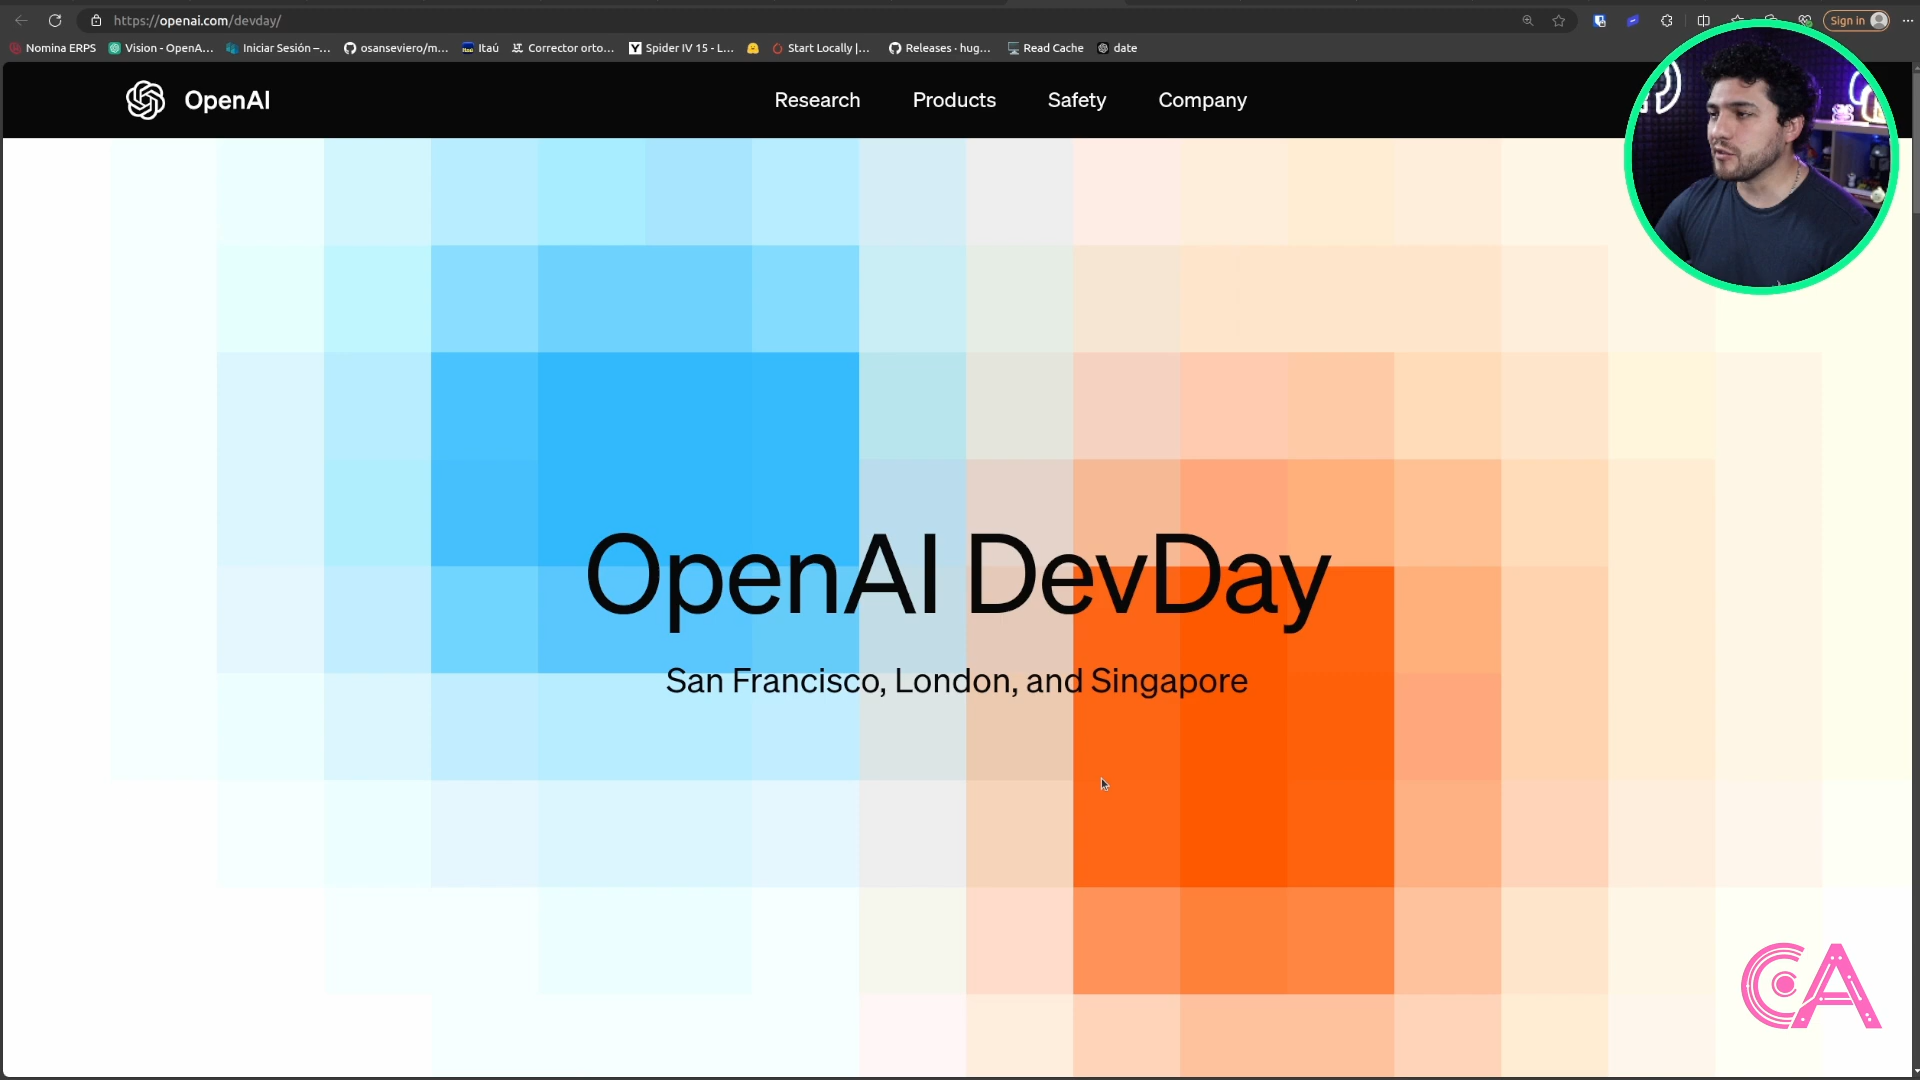 https://openai.com/devday/
Sign in
Nomina ERPS
Vision - OpenA...
Iniciar Sesión –...
osanseviero/m...
Itaú
Corrector orto...
Spider IV 15 - L...
Start Locally |...
Releases · hug...
Read Cache
date
OpenAI
Research
Products
Safety
Company
OpenAI DevDay
San Francisco, London, and Singapore
CA